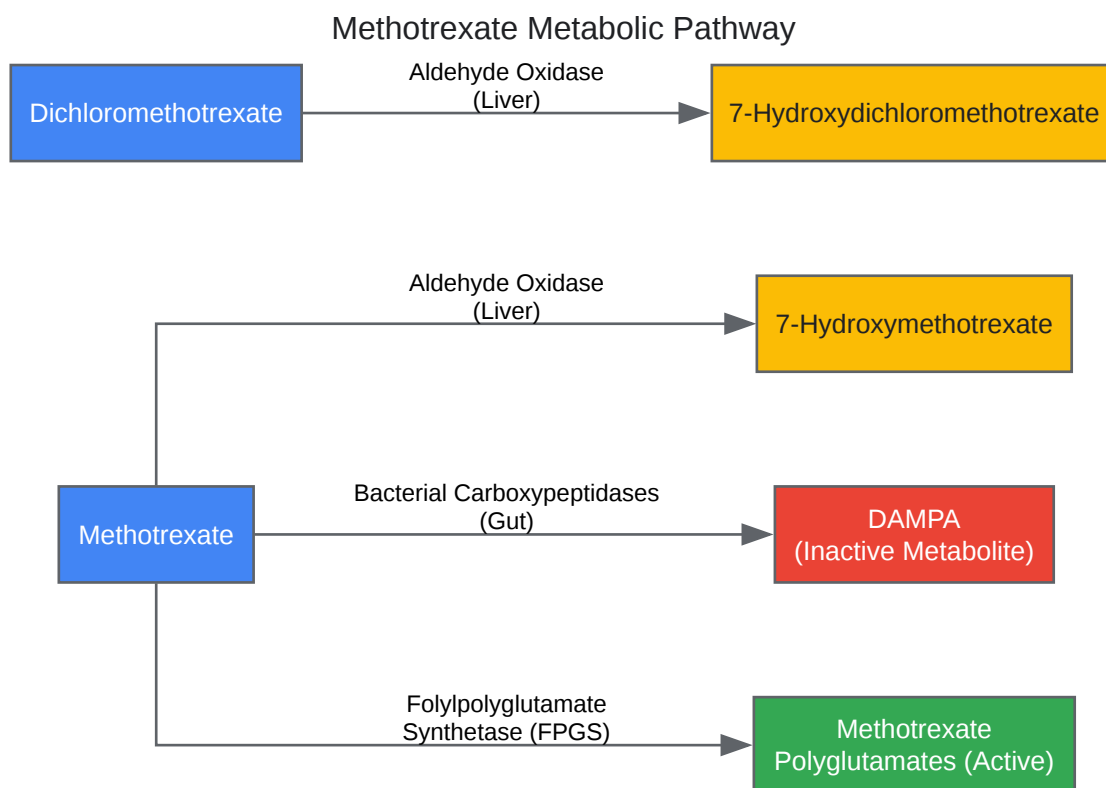 Methotrexate Metabolic Pathway
Aldehyde Oxidase
(Liver)
Dichloromethotrexate
7-Hydroxydichloromethotrexate
Aldehyde Oxidase
(Liver)
7-Hydroxymethotrexate
Methotrexate
Bacterial Carboxypeptidases
(Gut)
DAMPA
(Inactive Metabolite)
Folylpolyglutamate
Synthetase (FPGS)
Methotrexate
Polyglutamates (Active)